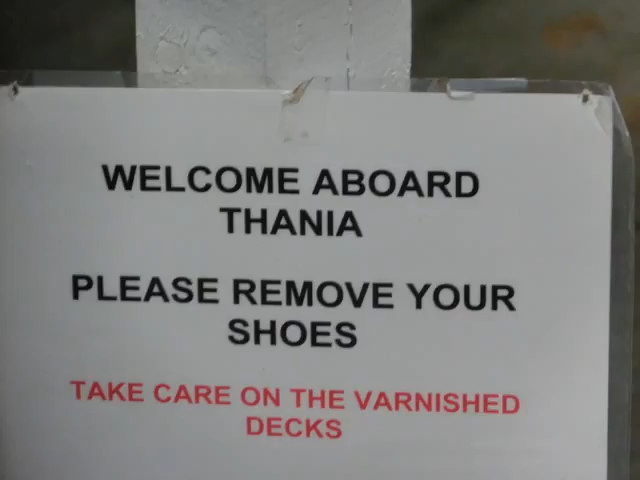 WELCOME ABOARD
THANIA
PLEASE REMOVE YOUR
SHOES
TAKE CARE ON THE VARNISHED
DECKS